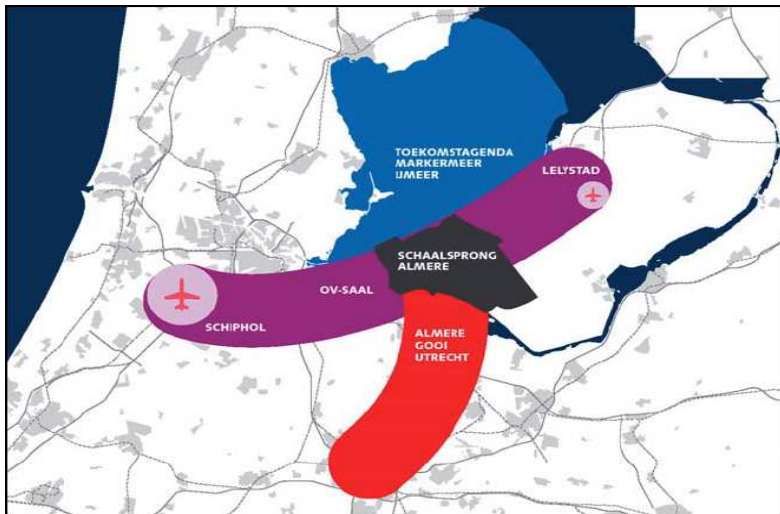 TOEKOMSTAGENDA
MARKERMEER
IJMEER
LELYSTAD
SCHAALSPRONG
ALMERE
OV-SAAL
SCHIPHOL
ALMERE
GOOI
UTRECHT